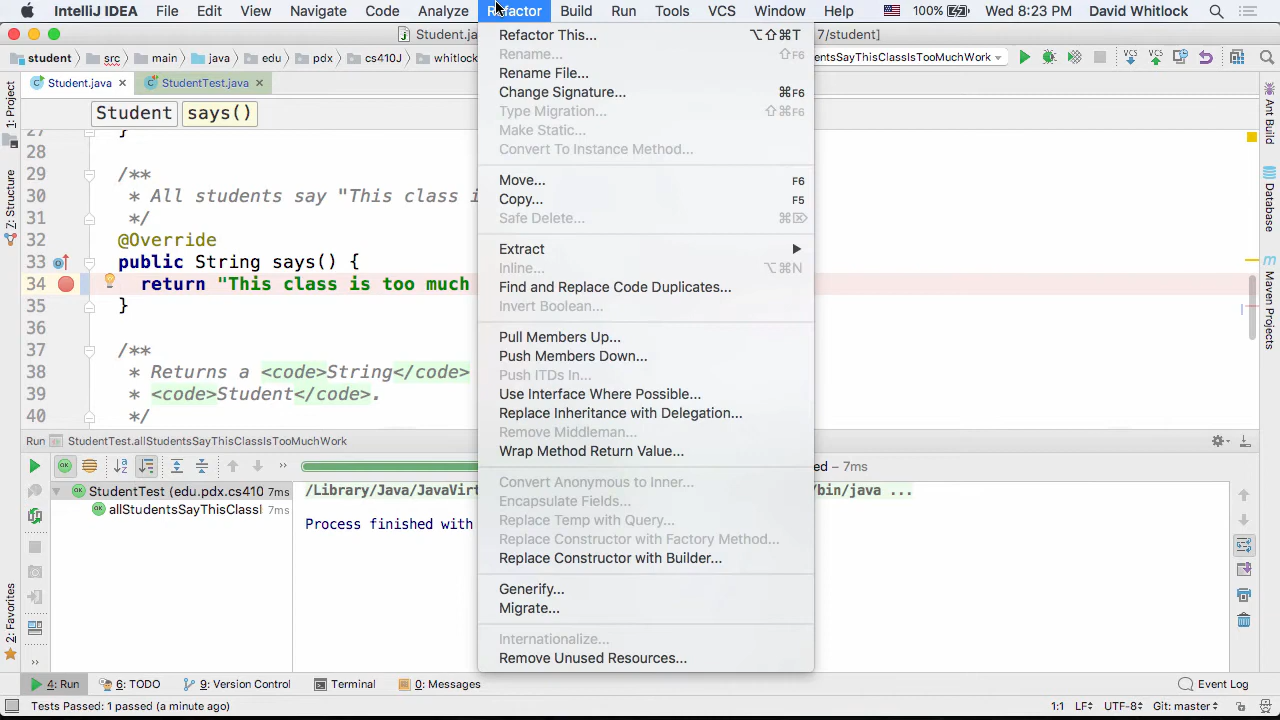 IntelliJ IDEA File Edit View Navigate Code Analyze Refactor Build Run Tools VCS Window Help 100% Wed 8:23 PM David Whitlock
Student.ja 7/student]
student src main java edu pdx cs410J whitlock entsSayThisClassIsTooMuchWork
Student.java StudentTest.java
Student says()
27 }
28
29 /**
30 * All students say "This class i
31 */
32 @Override
33 public String says() {
34 return "This class is too much
35 }
36
37 /**
38 * Returns a <code>String</code>
39 * <code>Student</code>.
40 */
Refactor This... ⌥⇧⌘T
Rename... ⇧F6
Rename File...
Change Signature... ⌘F6
Type Migration... ⇧⌘F6
Make Static...
Convert To Instance Method...
Move... F6
Copy... F5
Safe Delete... ⌘⌦
Extract
Inline... ⌥⌘N
Find and Replace Code Duplicates...
Invert Boolean...
Pull Members Up...
Push Members Down...
Push ITDs In...
Use Interface Where Possible...
Replace Inheritance with Delegation...
Remove Middleman...
Wrap Method Return Value...
Convert Anonymous to Inner...
Encapsulate Fields...
Replace Temp with Query...
Replace Constructor with Factory Method...
Replace Constructor with Builder...
Generify...
Migrate...
Internationalize...
Remove Unused Resources...
1: Project
Z: Structure
2: Favorites
Ant Build
Database
Maven Projects
Run StudentTest.allStudentsSayThisClassIsTooMuchWork
ed – 7ms
StudentTest (edu.pdx.cs410 7ms
allStudentsSayThisClassI 7ms
/Library/Java/JavaVirt /bin/java ...
Process finished with
4: Run 6: TODO 9: Version Control Terminal 0: Messages Event Log
Tests Passed: 1 passed (a minute ago) 1:1 LF UTF-8 Git: master